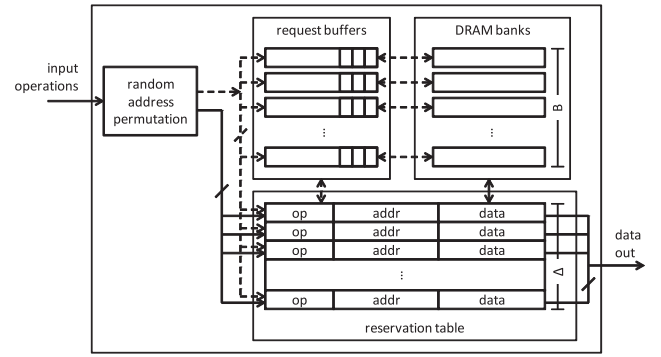 request buffers
DRAM banks
input
operations
random
address
permutation
B
...
...
op addr data
op addr data
op addr data
...
op addr data
Δ
data
out
reservation table